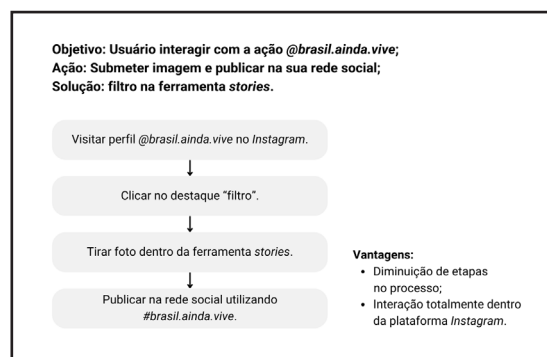 Objetivo: Usuário interagir com a ação @brasil.ainda.vive;
Ação: Submeter imagem e publicar na sua rede social;
Solução: filtro na ferramenta stories.
Visitar perfil @brasil.ainda.vive no Instagram.
Clicar no destaque “filtro”.
Tirar foto dentro da ferramenta stories.
Publicar na rede social utilizando
#brasil.ainda.vive.
Vantagens:
• Diminuição de etapas
no processo;
• Interação totalmente dentro
da plataforma Instagram.